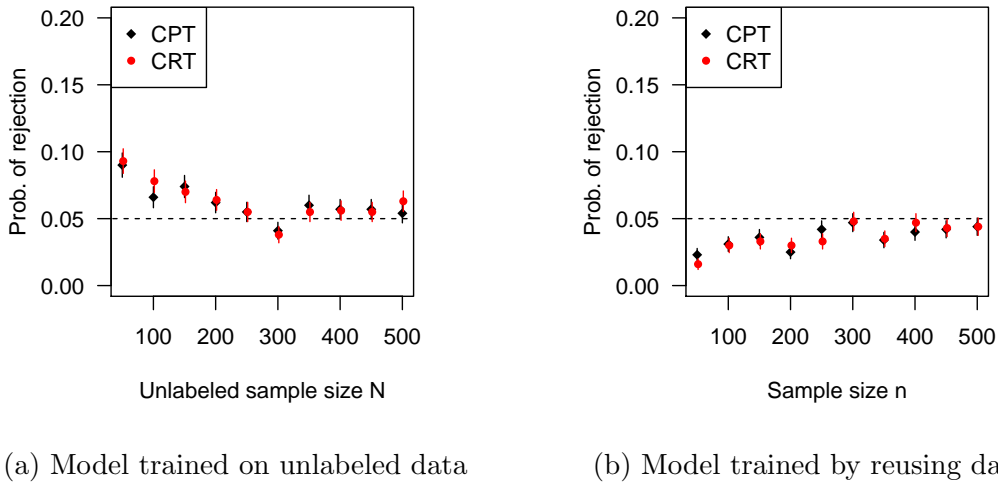 0.20
0.15
0.10
0.05
0.00
Prob. of rejection
CPT
CRT
100 200 300 400 500
Unlabeled sample size N
(a) Model trained on unlabeled data
0.20
0.15
0.10
0.05
0.00
Prob. of rejection
CPT
CRT
100 200 300 400 500
Sample size n
(b) Model trained by reusing da